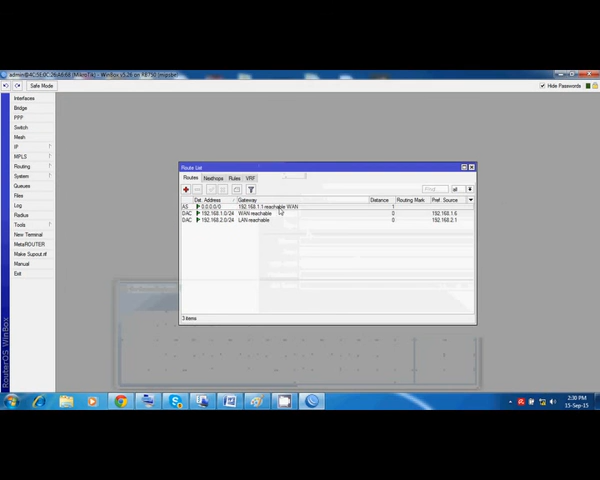 admin@4C:5E:0C:26:A6:68 (MikroTik) - WinBox v5.26 on RB750 (mipsbe)
Safe Mode
Hide Passwords
Interfaces
Bridge
PPP
Switch
Mesh
IP
MPLS
Routing
System
Queues
Files
Log
Radius
Tools
New Terminal
MetaROUTER
Make Supout.rif
Manual
Exit
RouterOS WinBox
Route List
Routes Nexthops Rules VRF
Find all
Dst. Address Gateway Distance Routing Mark Pref. Source
AS 0.0.0.0/0 192.168.1.1 reachable WAN 1
DAC 192.168.1.0/24 WAN reachable 0 192.168.1.6
DAC 192.168.2.0/24 LAN reachable 0 192.168.2.1
3 items
2:30 PM
15-Sep-15